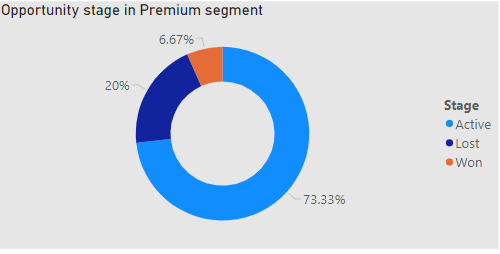 Opportunity stage in Premium segment
6.67%
20%
73.33%
Stage
Active
Lost
Won